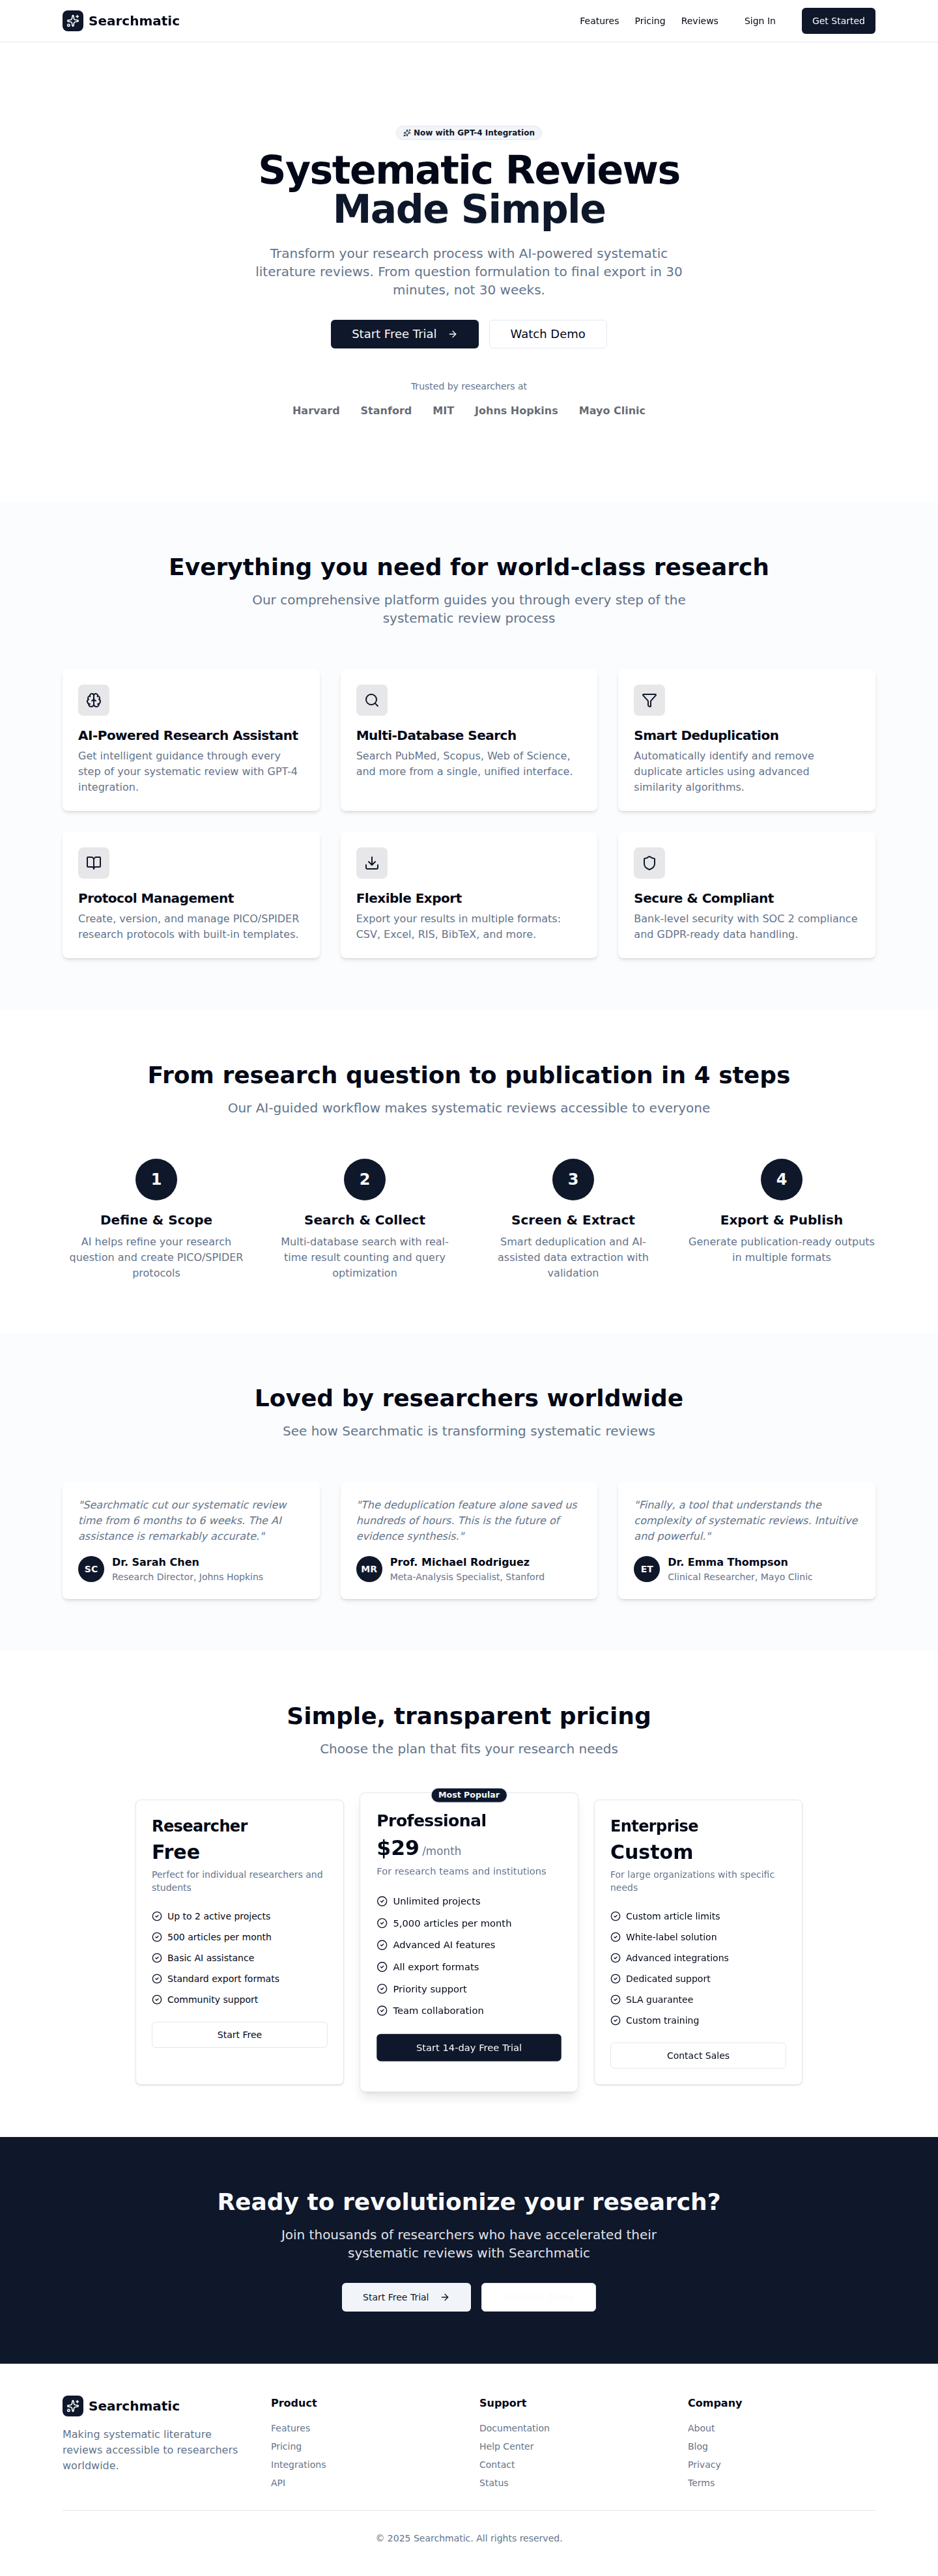 Searchmatic
Features
Pricing
Reviews
Sign In
Get Started
Now with GPT-4 Integration
Systematic Reviews
Made Simple
Transform your research process with AI-powered systematic
literature reviews. From question formulation to final export in 30
minutes, not 30 weeks.
Start Free Trial
Watch Demo
Trusted by researchers at
Harvard
Stanford
MIT
Johns Hopkins
Mayo Clinic
Everything you need for world-class research
Our comprehensive platform guides you through every step of the
systematic review process
AI-Powered Research Assistant
Get intelligent guidance through every
step of your systematic review with GPT-4
integration.
Multi-Database Search
Search PubMed, Scopus, Web of Science,
and more from a single, unified interface.
Smart Deduplication
Automatically identify and remove
duplicate articles using advanced
similarity algorithms.
Protocol Management
Create, version, and manage PICO/SPIDER
research protocols with built-in templates.
Flexible Export
Export your results in multiple formats:
CSV, Excel, RIS, BibTeX, and more.
Secure & Compliant
Bank-level security with SOC 2 compliance
and GDPR-ready data handling.
From research question to publication in 4 steps
Our AI-guided workflow makes systematic reviews accessible to everyone
1
Define & Scope
AI helps refine your research
question and create PICO/SPIDER
protocols
2
Search & Collect
Multi-database search with real-
time result counting and query
optimization
3
Screen & Extract
Smart deduplication and AI-
assisted data extraction with
validation
4
Export & Publish
Generate publication-ready outputs
in multiple formats
Loved by researchers worldwide
See how Searchmatic is transforming systematic reviews
"Searchmatic cut our systematic review
time from 6 months to 6 weeks. The AI
assistance is remarkably accurate."
SC
Dr. Sarah Chen
Research Director, Johns Hopkins
"The deduplication feature alone saved us
hundreds of hours. This is the future of
evidence synthesis."
MR
Prof. Michael Rodriguez
Meta-Analysis Specialist, Stanford
"Finally, a tool that understands the
complexity of systematic reviews. Intuitive
and powerful."
ET
Dr. Emma Thompson
Clinical Researcher, Mayo Clinic
Simple, transparent pricing
Choose the plan that fits your research needs
Researcher
Free
Perfect for individual researchers and
students
Up to 2 active projects
500 articles per month
Basic AI assistance
Standard export formats
Community support
Start Free
Most Popular
Professional
$29 /month
For research teams and institutions
Unlimited projects
5,000 articles per month
Advanced AI features
All export formats
Priority support
Team collaboration
Start 14-day Free Trial
Enterprise
Custom
For large organizations with specific
needs
Custom article limits
White-label solution
Advanced integrations
Dedicated support
SLA guarantee
Custom training
Contact Sales
Ready to revolutionize your research?
Join thousands of researchers who have accelerated their
systematic reviews with Searchmatic
Start Free Trial
Searchmatic
Making systematic literature
reviews accessible to researchers
worldwide.
Product
Features
Pricing
Integrations
API
Support
Documentation
Help Center
Contact
Status
Company
About
Blog
Privacy
Terms
© 2025 Searchmatic. All rights reserved.